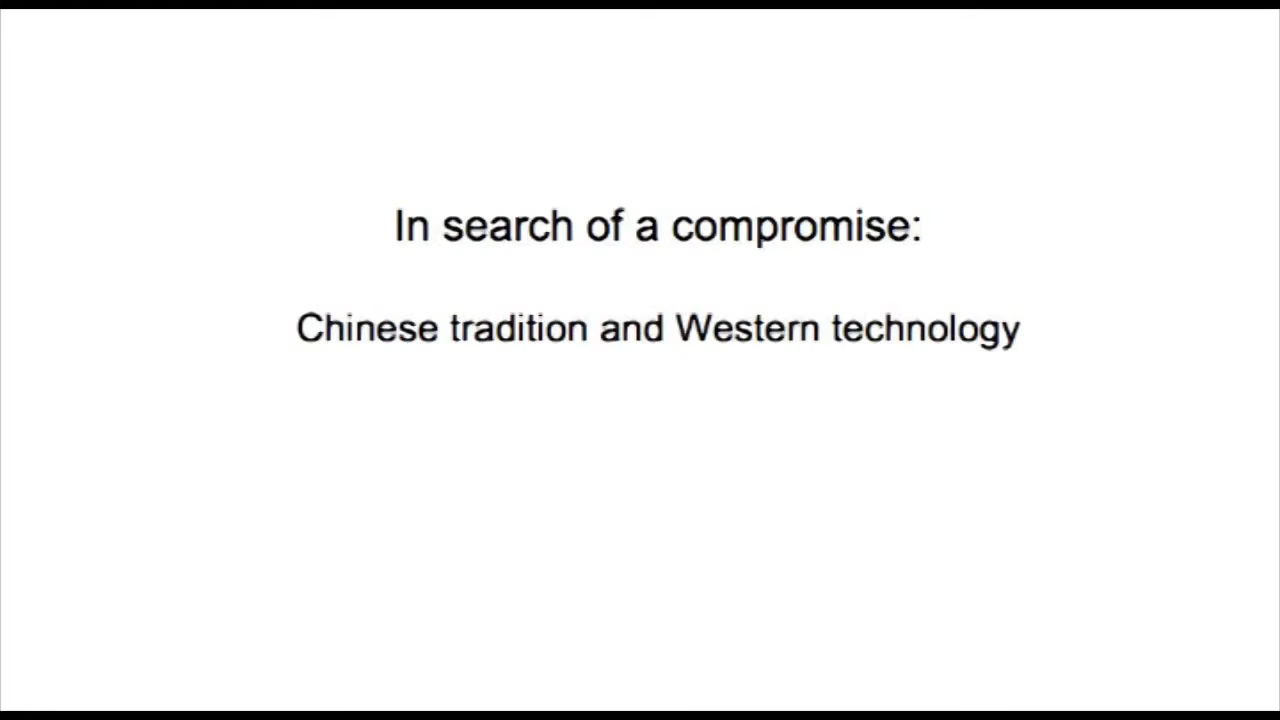 In search of a compromise:
Chinese tradition and Western technology